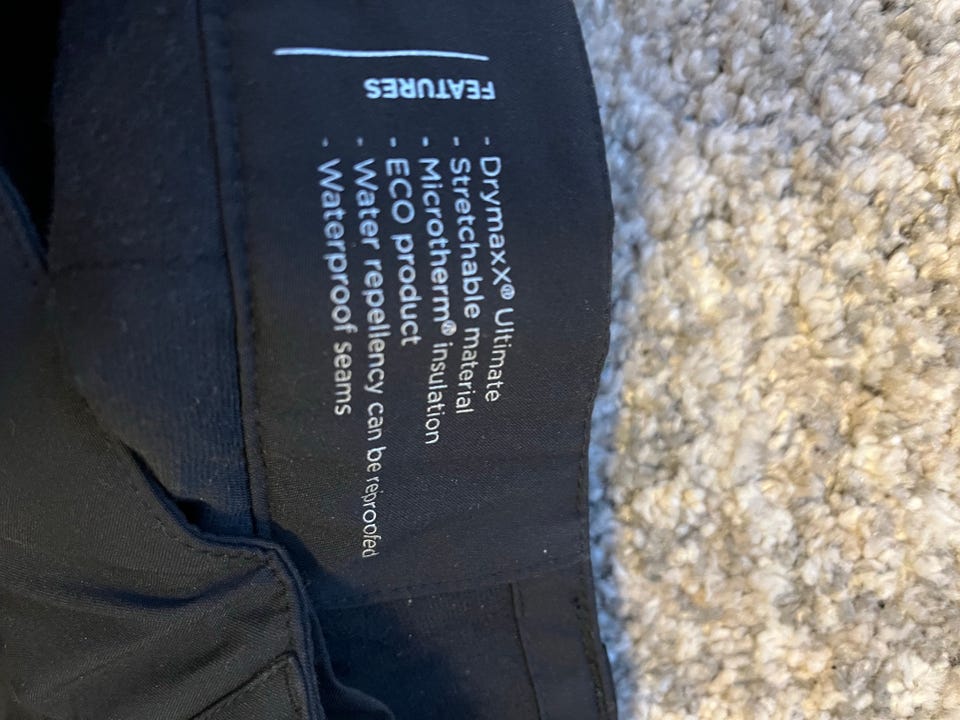 FEATURES
- DrymaxX® Ultimate
- Stretchable material
- Microtherm® insulation
- ECO product
- Water repellency can be reproofed
- Waterproof seams